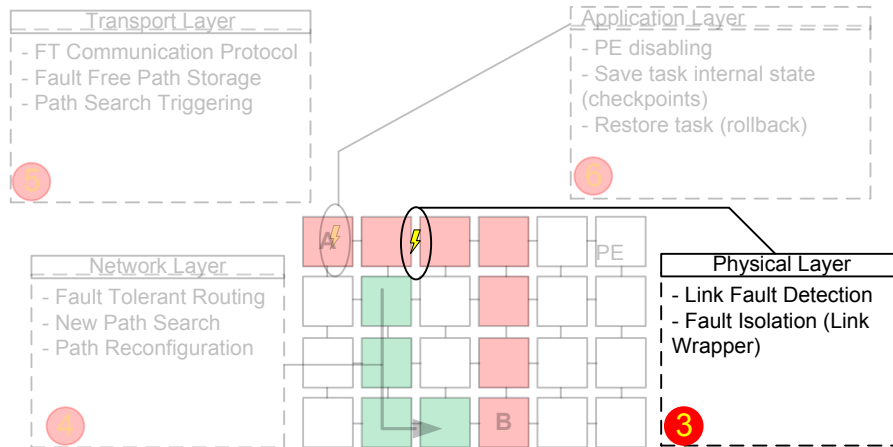 Transport Layer
- FT Communication Protocol
- Fault Free Path Storage
- Path Search Triggering
5
Application Layer
- PE disabling
- Save task internal state
(checkpoints)
- Restore task (rollback)
6
A
PE
B
Network Layer
- Fault Tolerant Routing
- New Path Search
- Path Reconfiguration
4
Physical Layer
- Link Fault Detection
- Fault Isolation (Link
Wrapper)
3